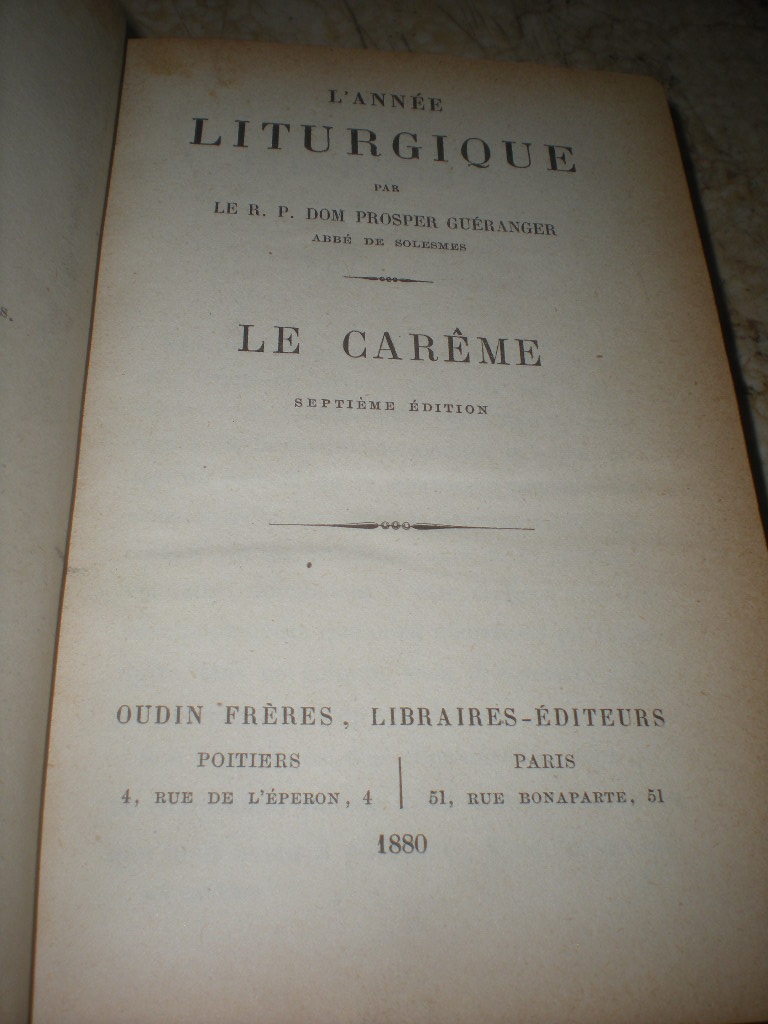 L'ANNÉE
LITURGIQUE
PAR
LE R. P. DOM PROSPER GUÉRANGER
ABBÉ DE SOLESMES
LE CARÊME
SEPTIÈME ÉDITION
OUDIN FRÈRES, LIBRAIRES-ÉDITEURS
POITIERS
4, RUE DE L'ÉPERON, 4
PARIS
51, RUE BONAPARTE, 51
1880